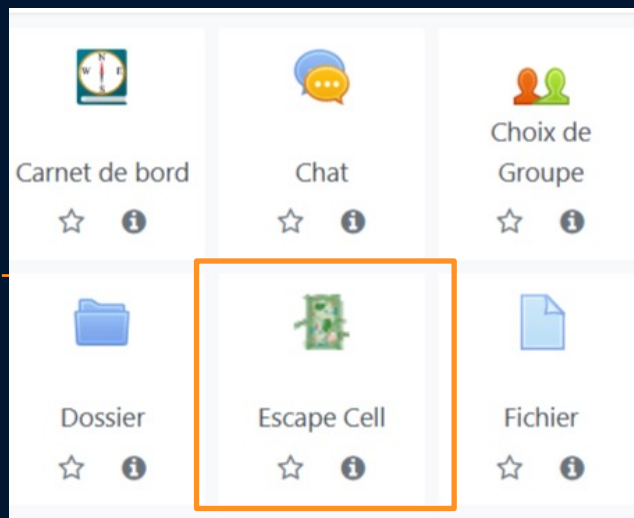 N
W E
S
Carnet de bord
Chat
Choix de
Groupe
Dossier
Escape Cell
Fichier